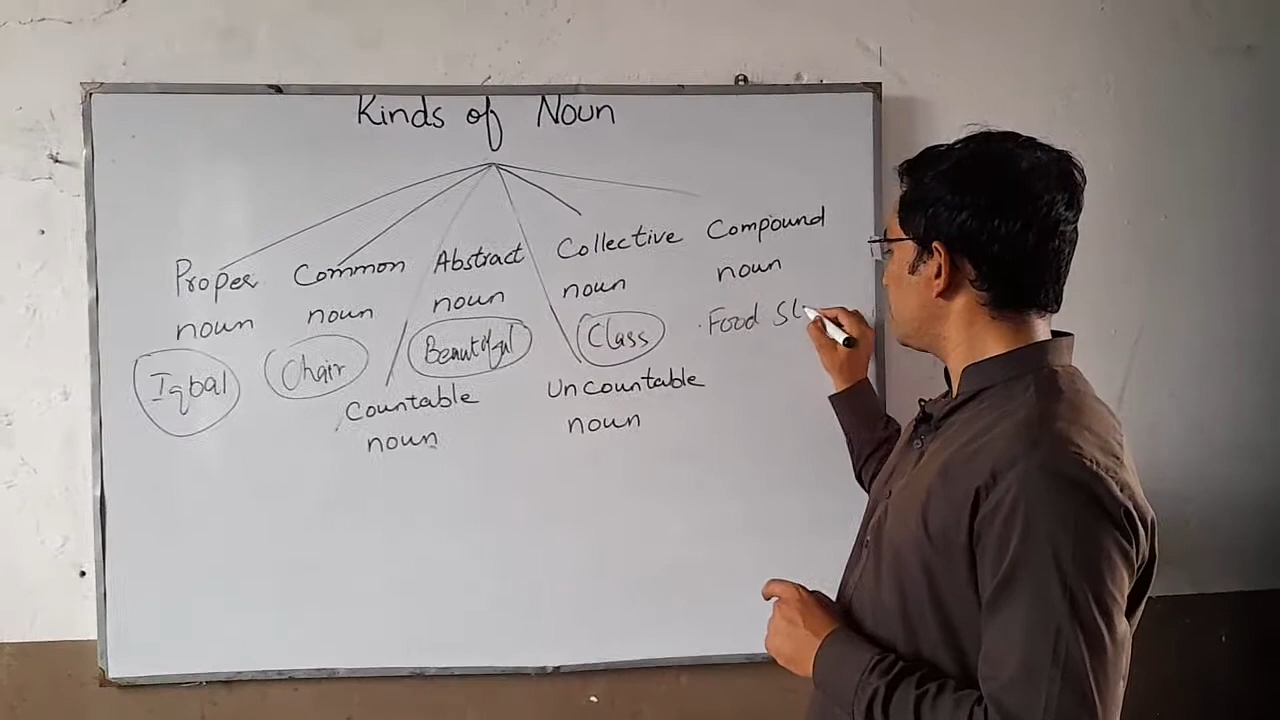 Kinds of Noun
Proper noun
Common noun
Abstract noun
Collective noun
Compound noun
Iqbal
Chair
Beautiful
Class
Food
Countable noun
Uncountable noun